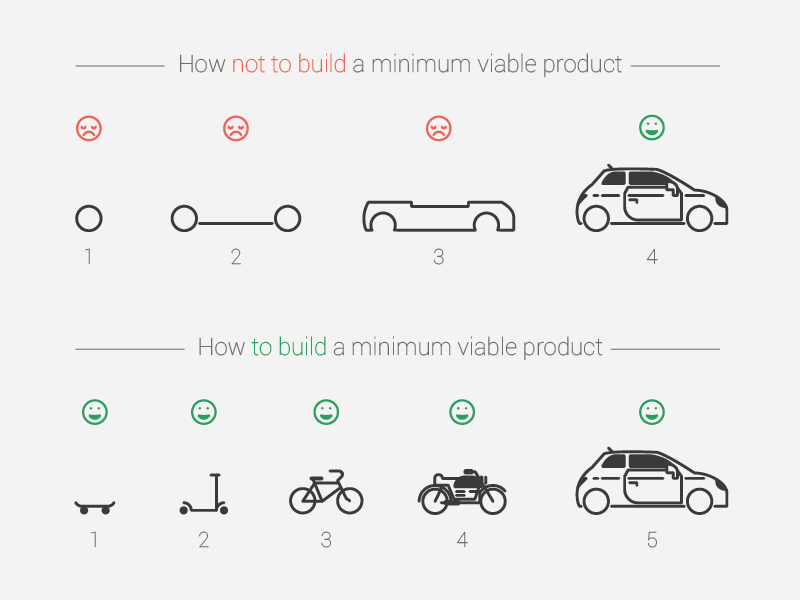 How not to build a minimum viable product
1 2 3 4
How to build a minimum viable product
1 2 3 4 5